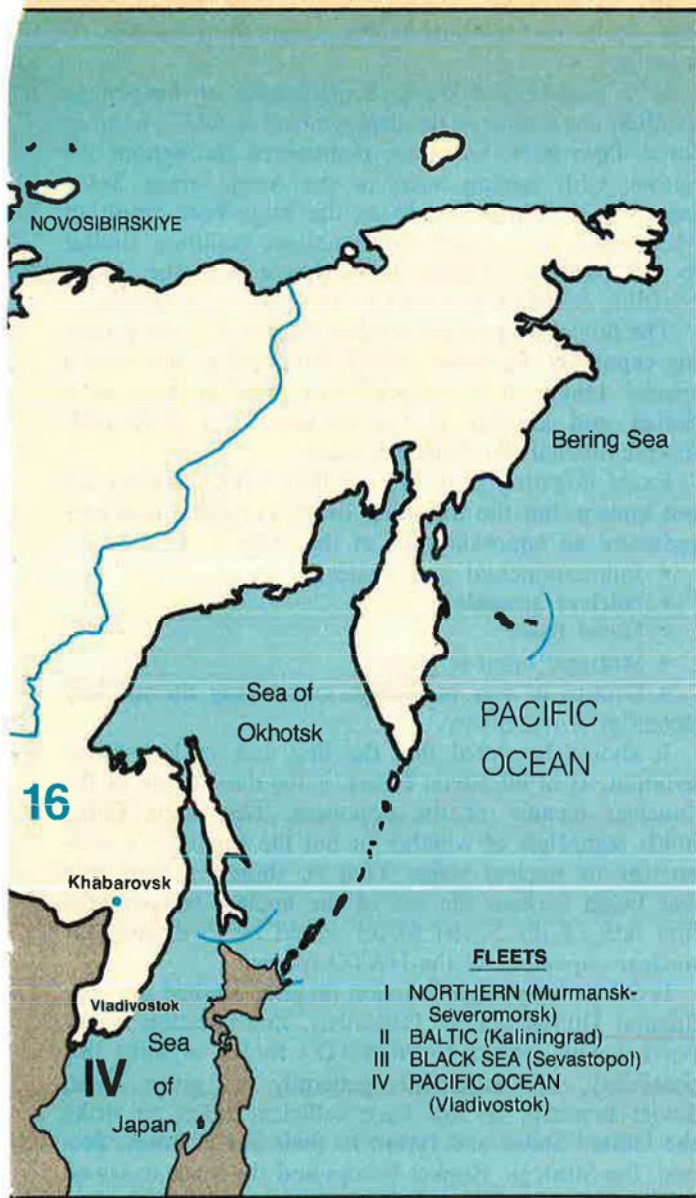 NOVOSIBIRSKIYE
Bering Sea
Sea of
Okhotsk
PACIFIC
OCEAN
16
Khabarovsk
Vladivostok
IV
Sea
of
Japan
FLEETS
I NORTHERN (Murmansk-
Severomorsk)
II BALTIC (Kaliningrad)
III BLACK SEA (Sevastopol)
IV PACIFIC OCEAN
(Vladivostok)